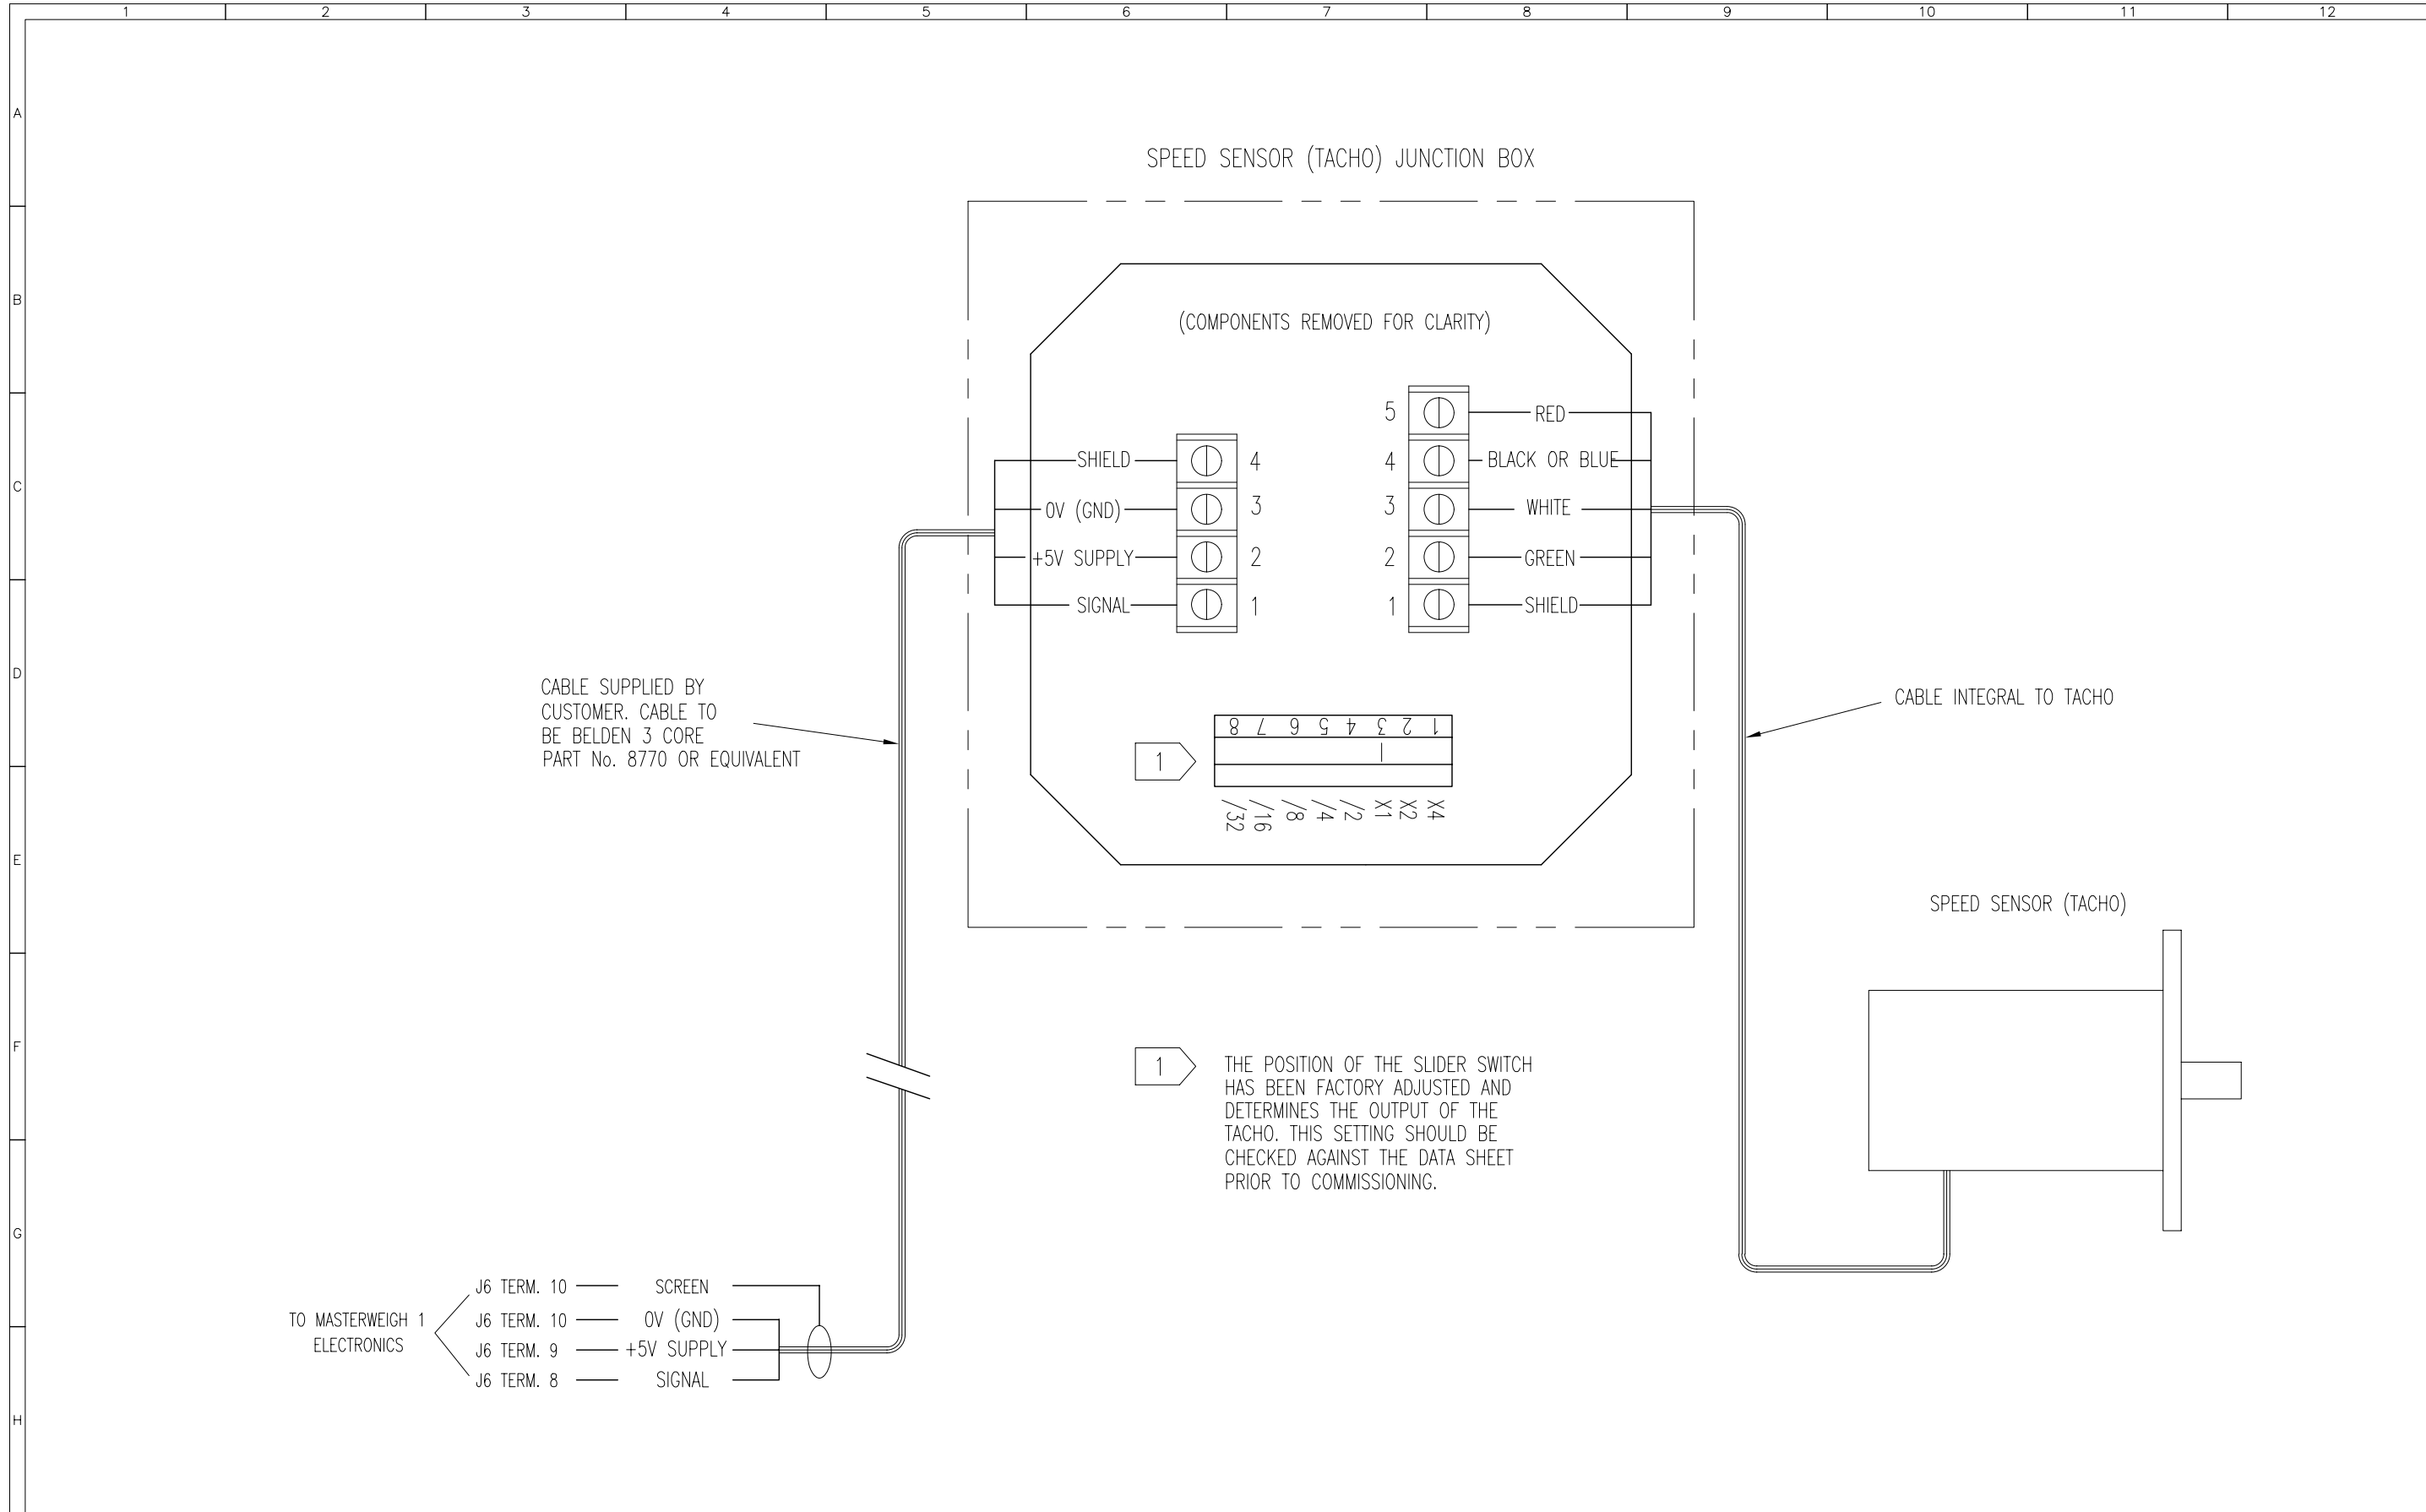 1 2 3 4 5 6 7 8 9 10 11 12
A
B
C
D
E
F
G
H
SPEED SENSOR (TACHO) JUNCTION BOX
(COMPONENTS REMOVED FOR CLARITY)
SHIELD 4
0V (GND) 3
+5V SUPPLY 2
SIGNAL 1
5 RED
4 BLACK OR BLUE
3 WHITE
2 GREEN
1 SHIELD
CABLE SUPPLIED BY
CUSTOMER. CABLE TO
BE BELDEN 3 CORE
PART No. 8770 OR EQUIVALENT
CABLE INTEGRAL TO TACHO
8 7 6 5 4 3 2 1
1
/32 /16 /8 /4 /2 X1 X2 X4
SPEED SENSOR (TACHO)
1
THE POSITION OF THE SLIDER SWITCH
HAS BEEN FACTORY ADJUSTED AND
DETERMINES THE OUTPUT OF THE
TACHO. THIS SETTING SHOULD BE
CHECKED AGAINST THE DATA SHEET
PRIOR TO COMMISSIONING.
TO MASTERWEIGH 1
ELECTRONICS
J6 TERM. 10 SCREEN
J6 TERM. 10 0V (GND)
J6 TERM. 9 +5V SUPPLY
J6 TERM. 8 SIGNAL